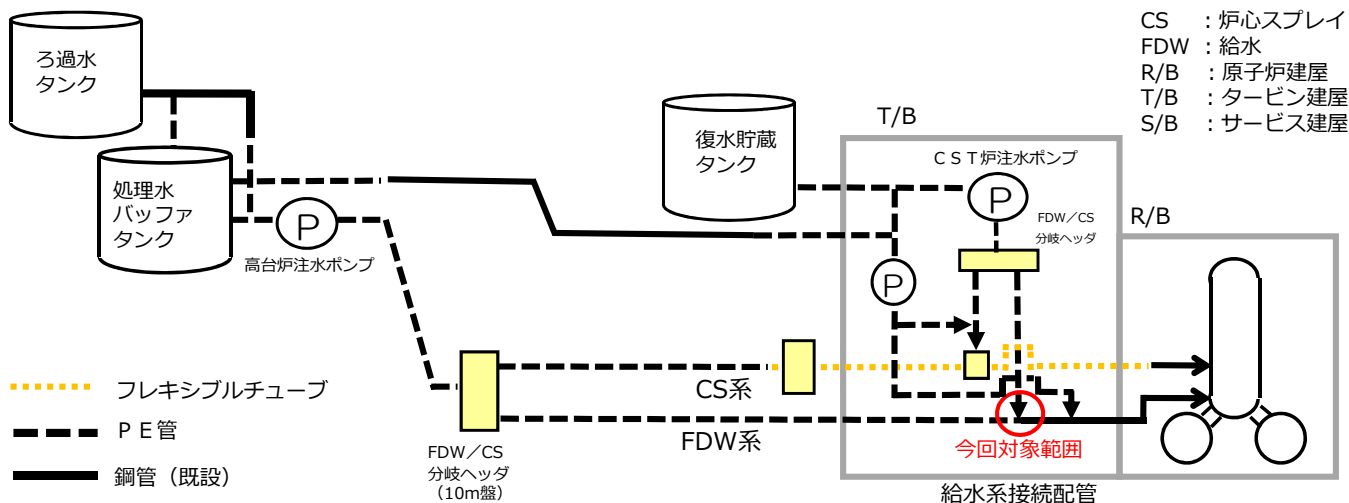 ろ過水
タンク
処理水
バッファ
タンク
P
高台炉注水ポンプ
復水貯蔵
タンク
T/B
CST炉注水ポンプ
P
FDW/CS
分岐ヘッダ
P
R/B
CS :炉心スプレイ
FDW :給水
R/B :原子炉建屋
T/B :タービン建屋
S/B :サービス建屋
フレキシブルチューブ
PE管
鋼管(既設)
FDW/CS
分岐ヘッダ
(10m盤)
CS系
FDW系
今回対象範囲
給水系接続配管